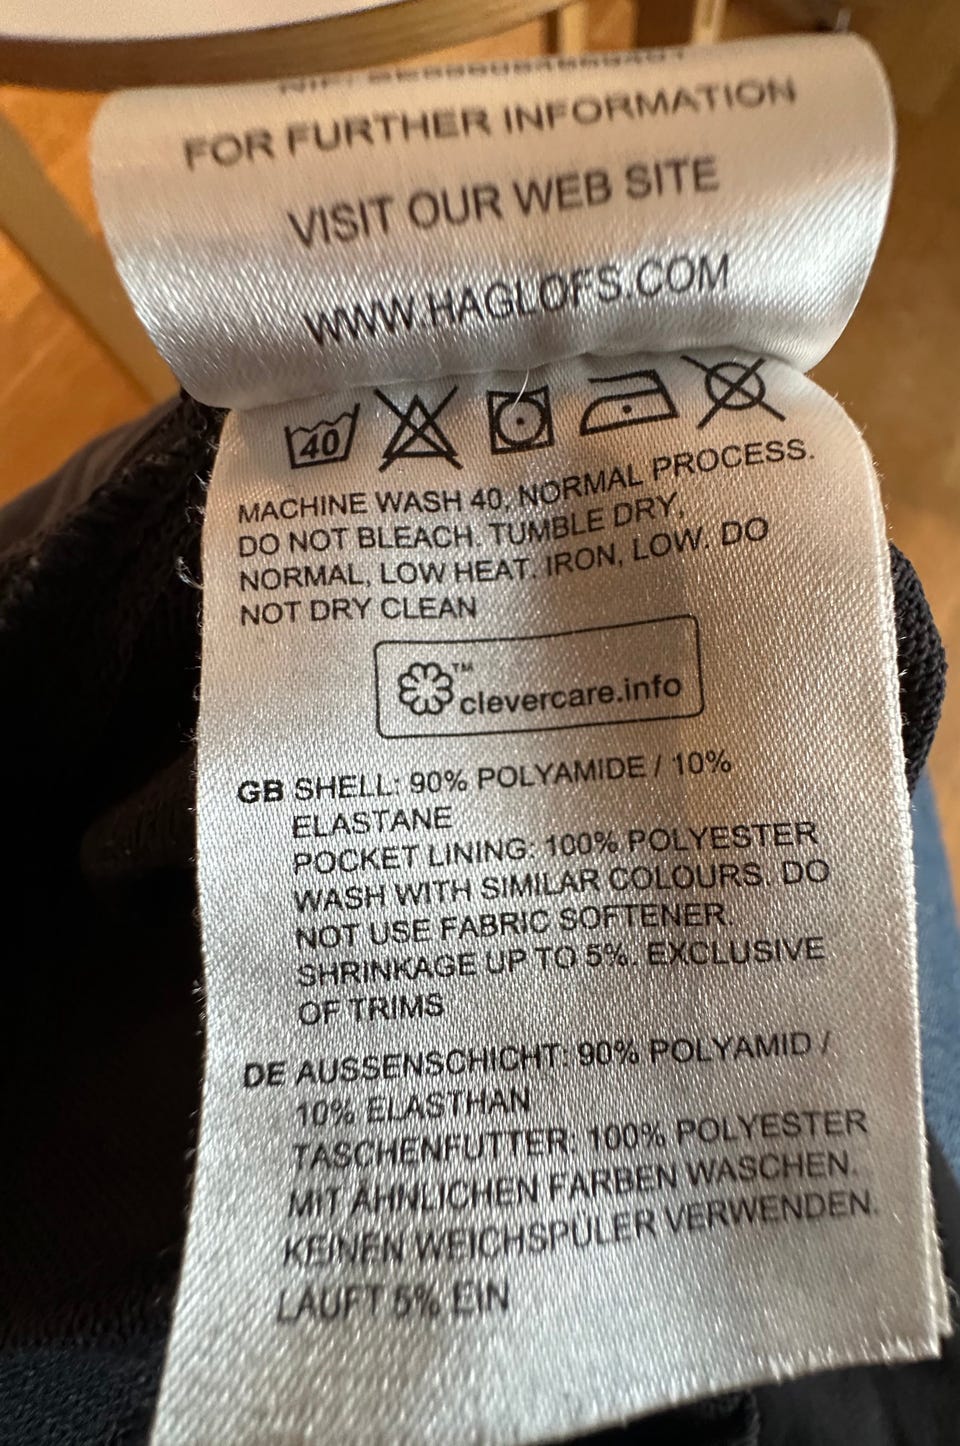 FOR FURTHER INFORMATION
VISIT OUR WEB SITE
WWW.HAGLOFS.COM
40
MACHINE WASH 40, NORMAL PROCESS.
DO NOT BLEACH. TUMBLE DRY,
NORMAL, LOW HEAT. IRON, LOW. DO
NOT DRY CLEAN
™
clevercare.info
GB SHELL: 90% POLYAMIDE / 10%
ELASTANE
POCKET LINING: 100% POLYESTER
WASH WITH SIMILAR COLOURS. DO
NOT USE FABRIC SOFTENER.
SHRINKAGE UP TO 5%. EXCLUSIVE
OF TRIMS
DE AUSSENSCHICHT: 90% POLYAMID /
10% ELASTHAN
TASCHENFUTTER: 100% POLYESTER
MIT ÄHNLICHEN FARBEN WASCHEN.
KEINEN WEICHSPÜLER VERWENDEN.
LÄUFT 5% EIN